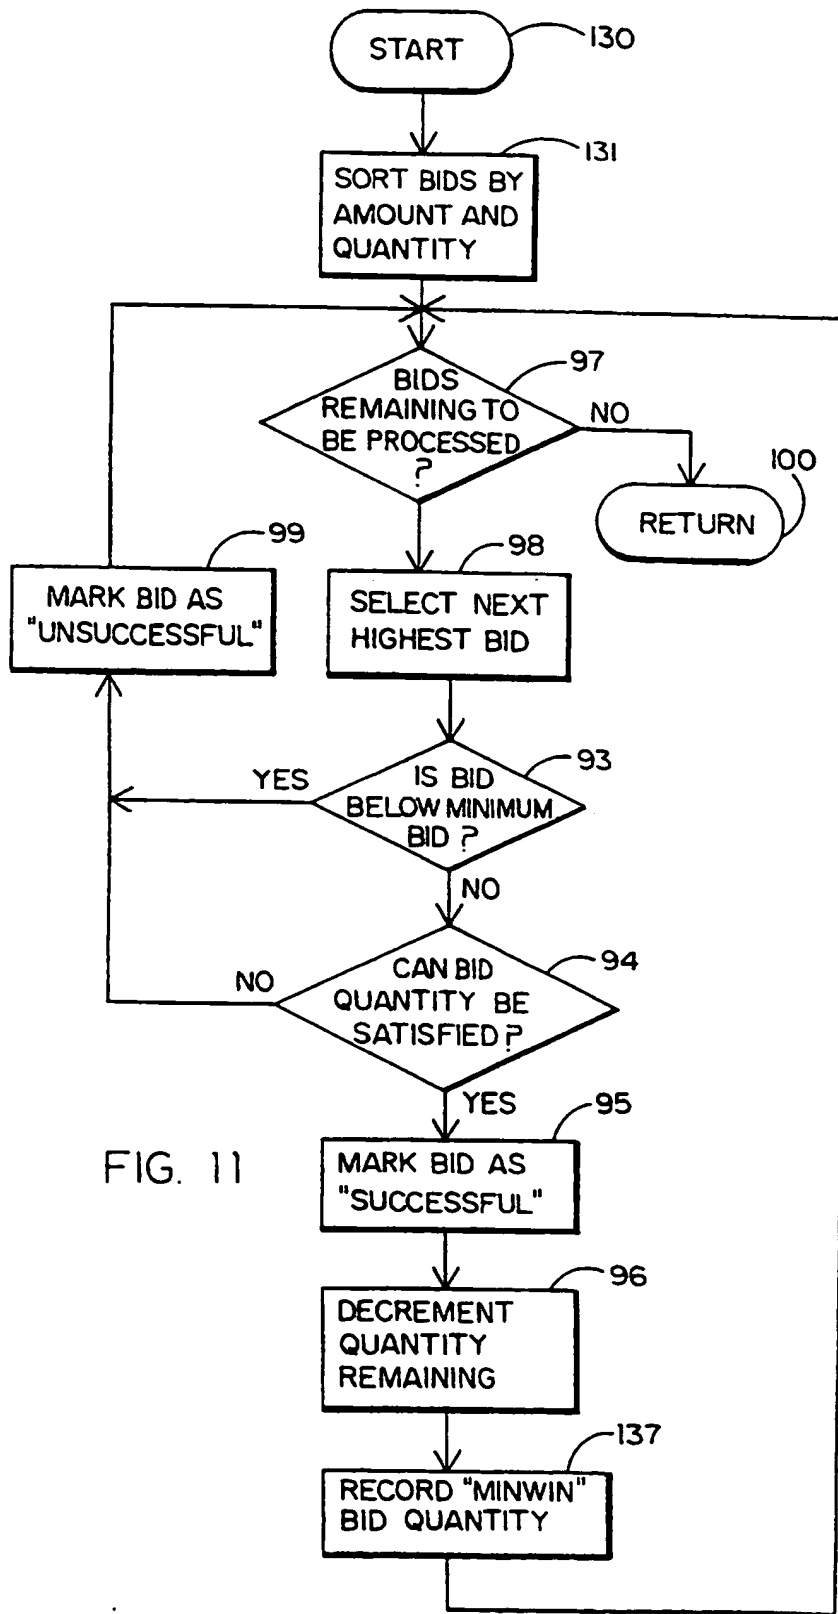 START
130
131
SORT BIDS BY
AMOUNT AND
QUANTITY
97
BIDS
REMAINING TO
BE PROCESSED
?
NO
100
RETURN
99
MARK BID AS
"UNSUCCESSFUL"
98
SELECT NEXT
HIGHEST BID
93
YES
IS BID
BELOW MINIMUM
BID ?
NO
94
NO
CAN BID
QUANTITY BE
SATISFIED?
YES
95
MARK BID AS
"SUCCESSFUL"
FIG. 11
96
DECREMENT
QUANTITY
REMAINING
137
RECORD "MINWIN"
BID QUANTITY